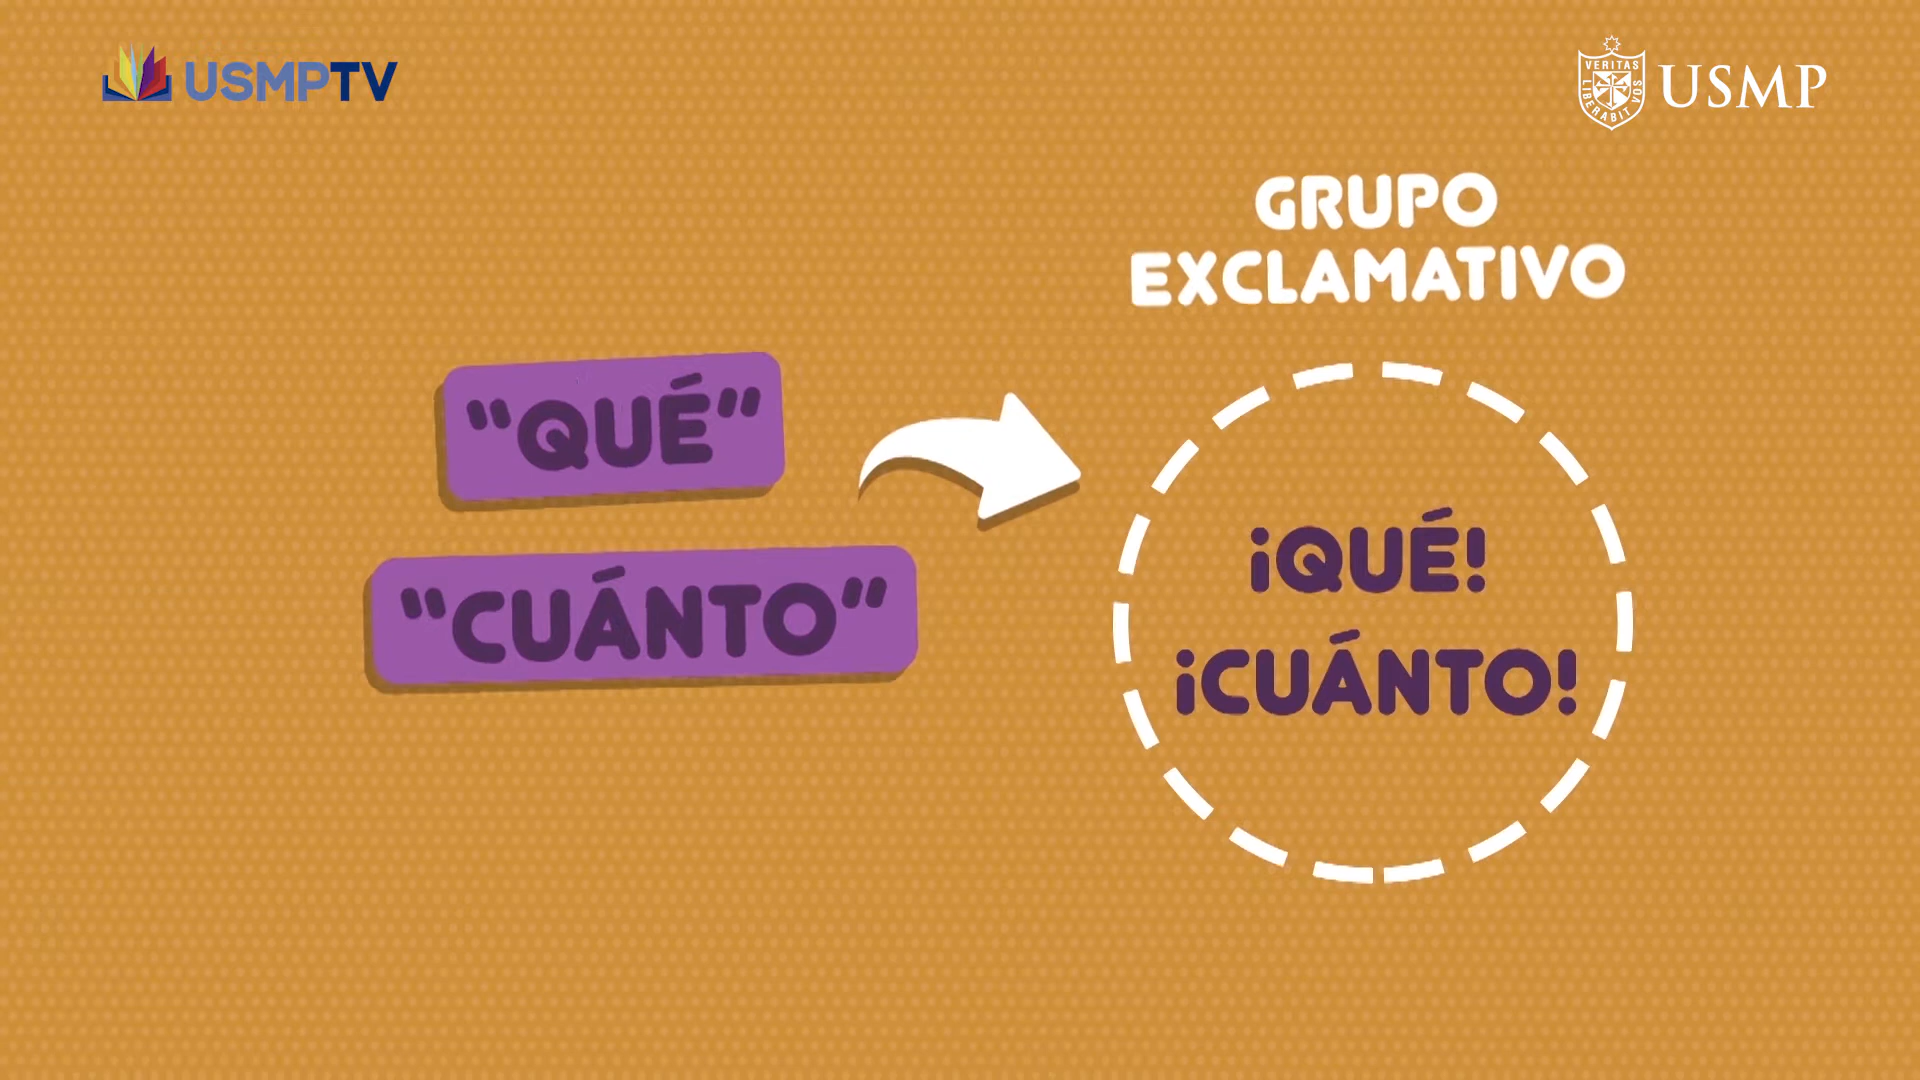 USMPTV
VERITAS
LIBERABIT VOS
USMP
GRUPO
EXCLAMATIVO
"QUÉ"
"CUÁNTO"
¡QUÉ!
¡CUÁNTO!